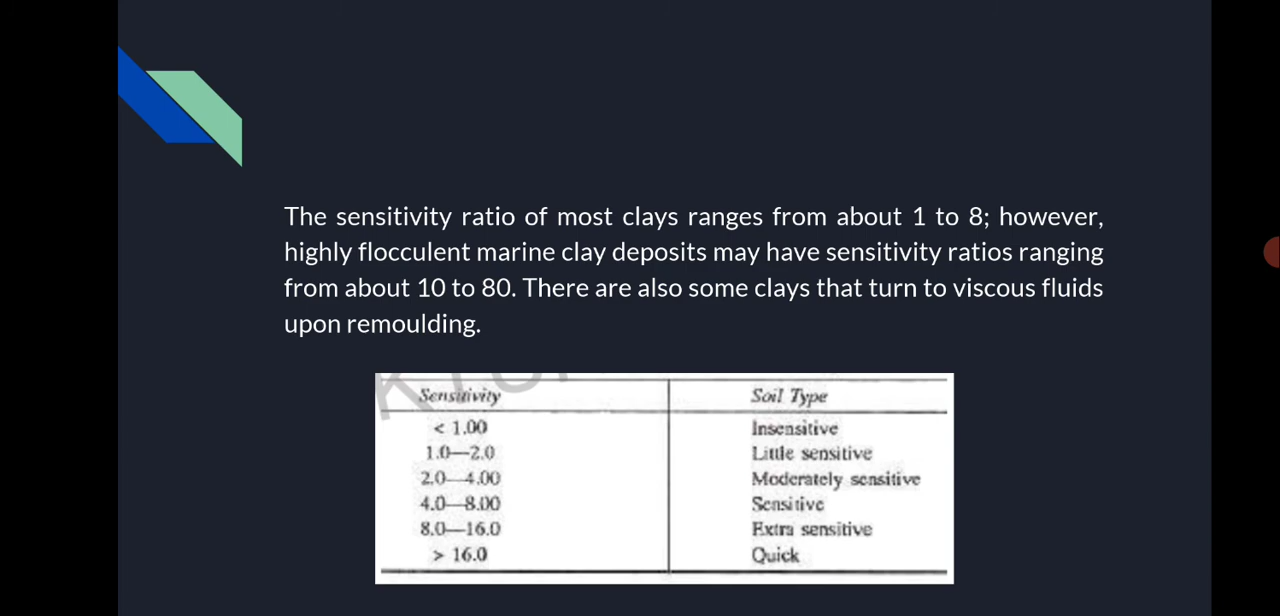 The sensitivity ratio of most clays ranges from about 1 to 8; however,
highly flocculent marine clay deposits may have sensitivity ratios ranging
from about 10 to 80. There are also some clays that turn to viscous fluids
upon remoulding.
Sensitivity Soil Type
< 1.00 Insensitive
1.0—2.0 Little sensitive
2.0—4.00 Moderately sensitive
4.0—8.00 Sensitive
8.0—16.0 Extra sensitive
> 16.0 Quick